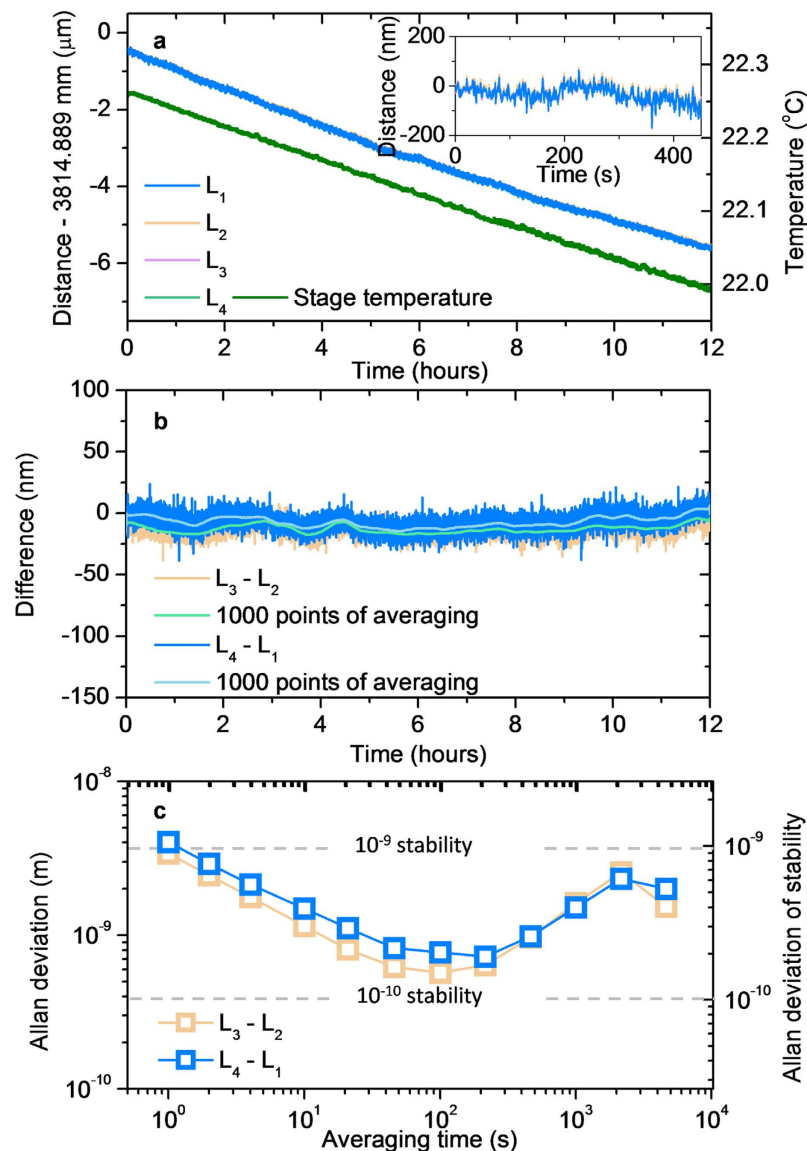 a
Distance - 3814.889 mm (μm)
0
-2
-4
-6
L1
L2
L3
L4
Stage temperature
0 2 4 6 8 10 12
Time (hours)
22.3
22.2
22.1
22.0
Temperature (°C)
Distance (nm)
200
0
-200
0 200 400
Time (s)
b
Difference (nm)
100
50
0
-50
-100
-150
L3 - L2
1000 points of averaging
L4 - L1
1000 points of averaging
0 2 4 6 8 10 12
Time (hours)
c
Allan deviation (m)
10-8
10-9
10-10
10-9 stability
10-10 stability
L3 - L2
L4 - L1
10-9
10-10
Allan deviation of stability
100 101 102 103 104
Averaging time (s)